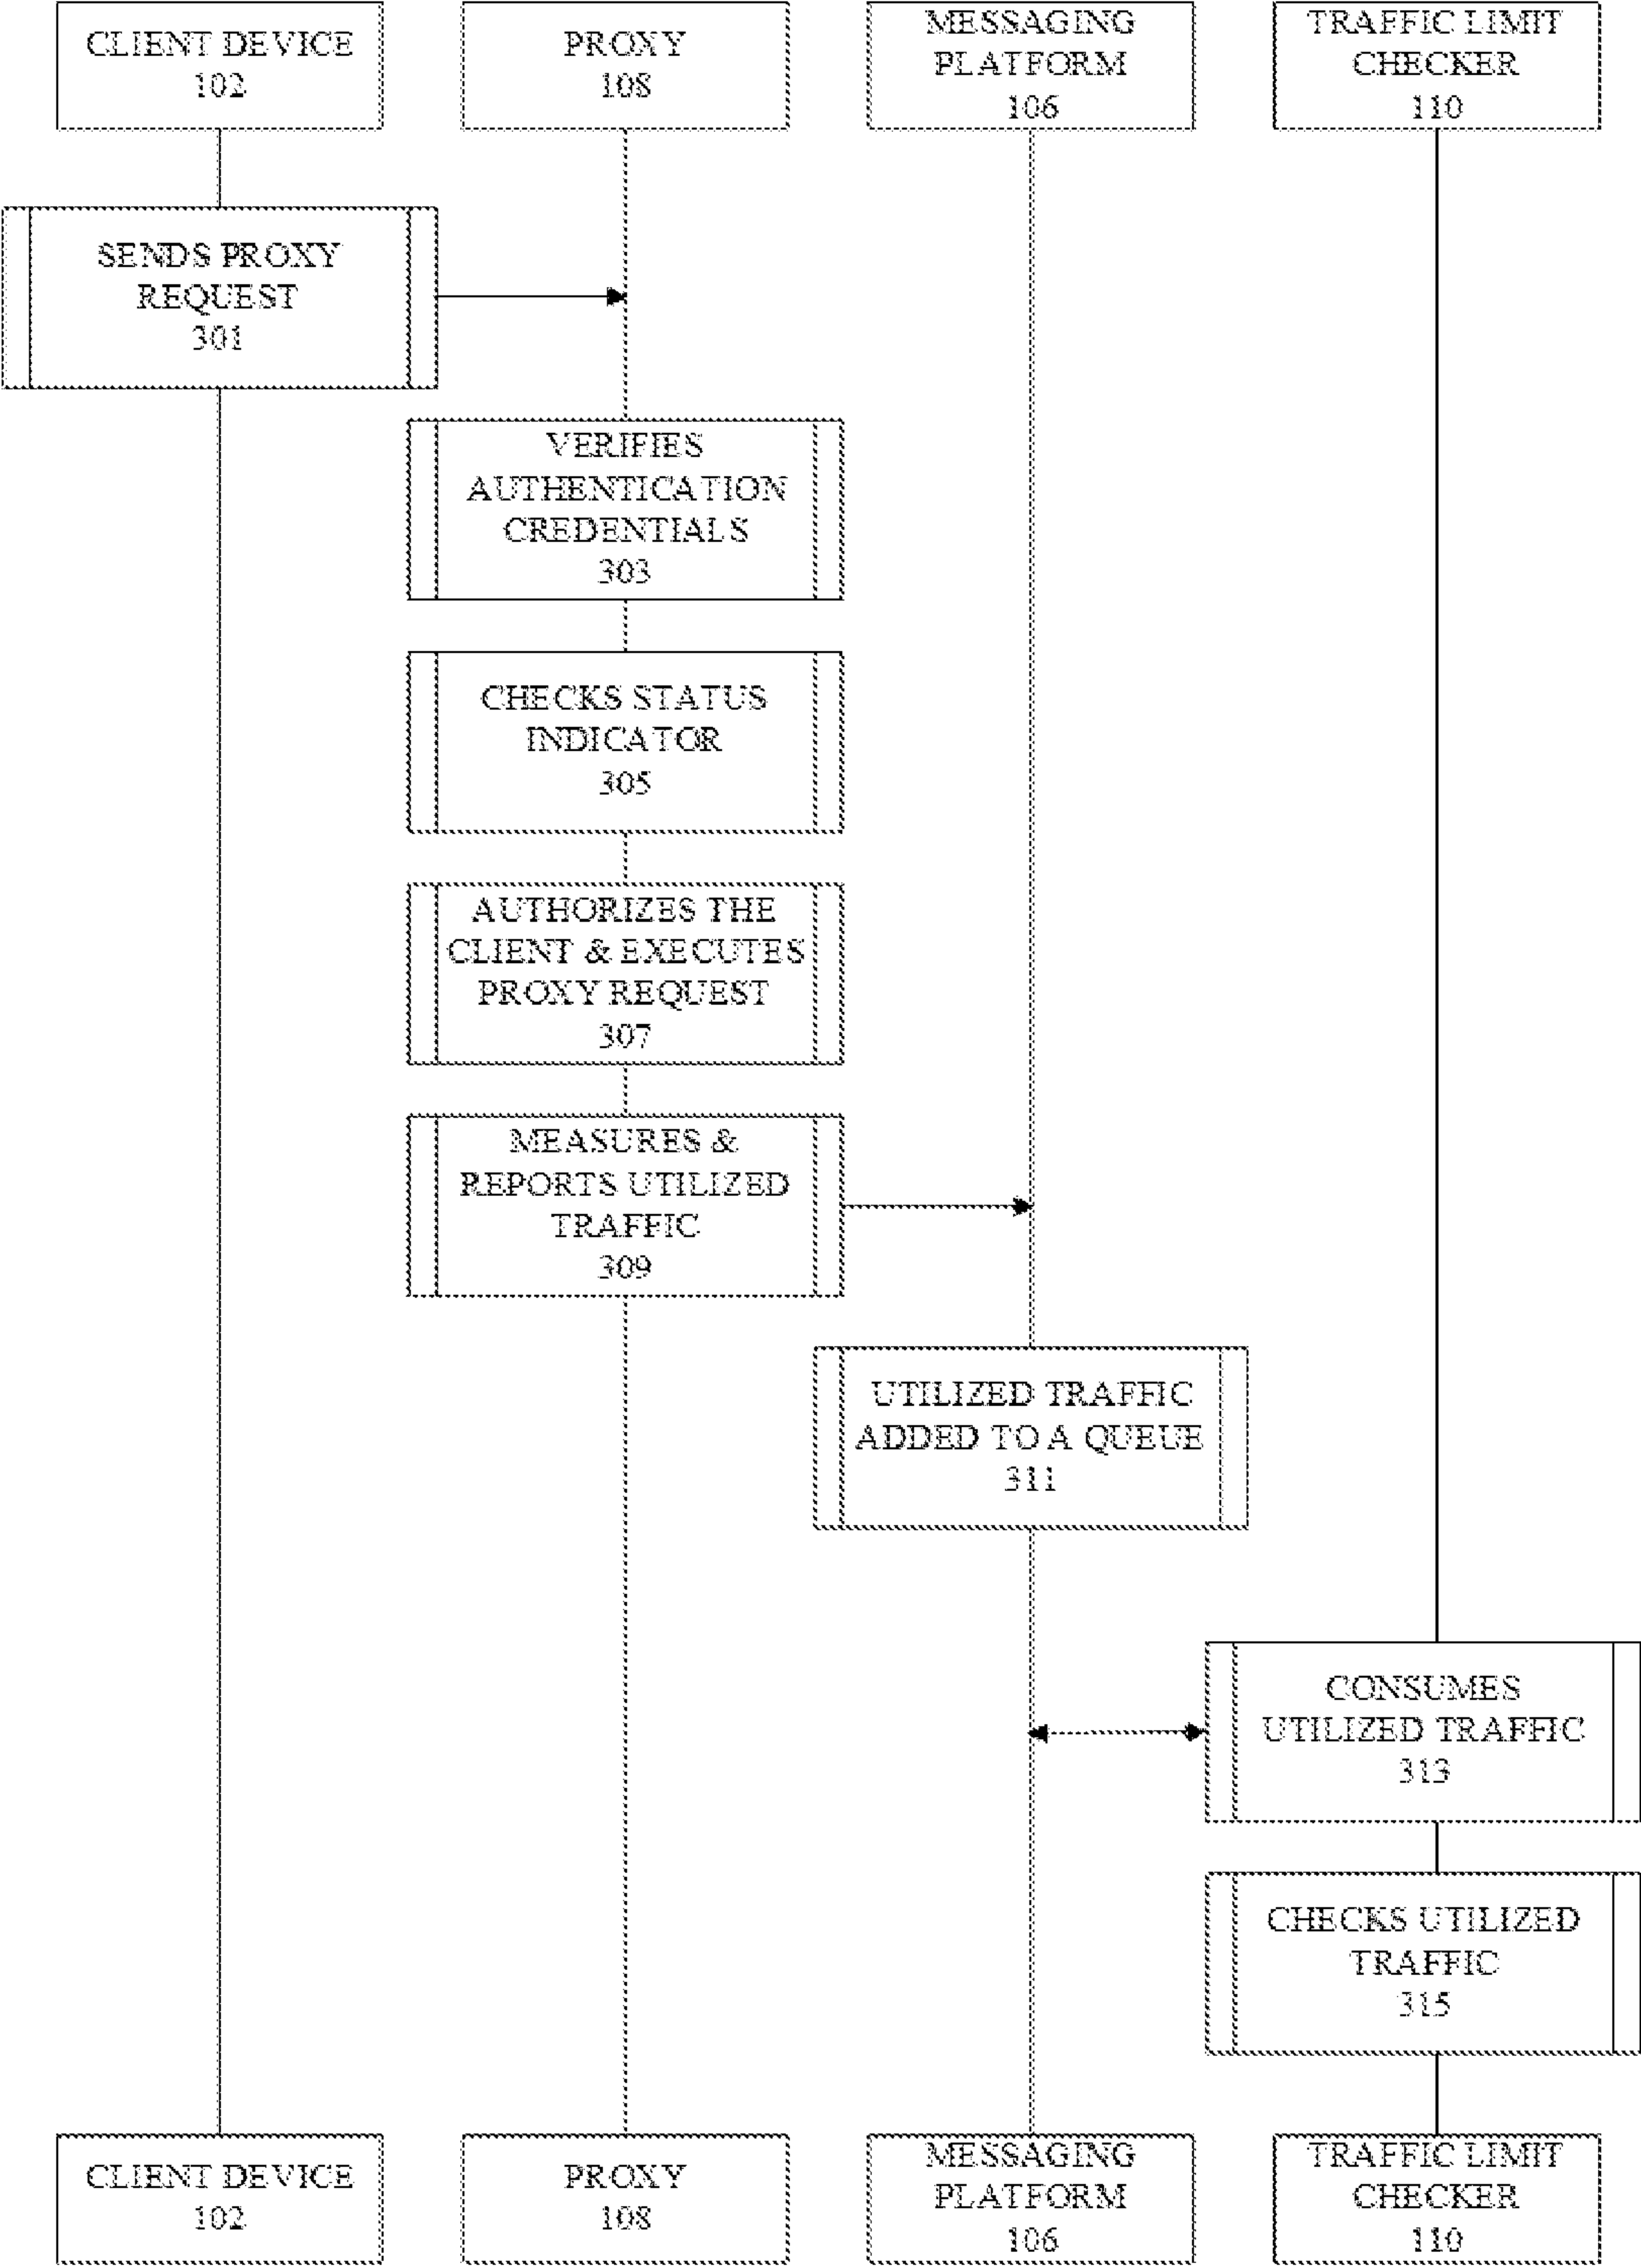 CLIENT DEVICE
102
PROXY
108
MESSAGING
PLATFORM
106
TRAFFIC LIMIT
CHECKER
110
SENDS PROXY
REQUEST
301
VERIFIES
AUTHENTICATION
CREDENTIALS
303
CHECKS STATUS
INDICATOR
305
AUTHORIZES THE
CLIENT & EXECUTES
PROXY REQUEST
307
MEASURES &
REPORTS UTILIZED
TRAFFIC
309
UTILIZED TRAFFIC
ADDED TO A QUEUE
311
CONSUMES
UTILIZED TRAFFIC
313
CHECKS UTILIZED
TRAFFIC
315
CLIENT DEVICE
102
PROXY
108
MESSAGING
PLATFORM
106
TRAFFIC LIMIT
CHECKER
110